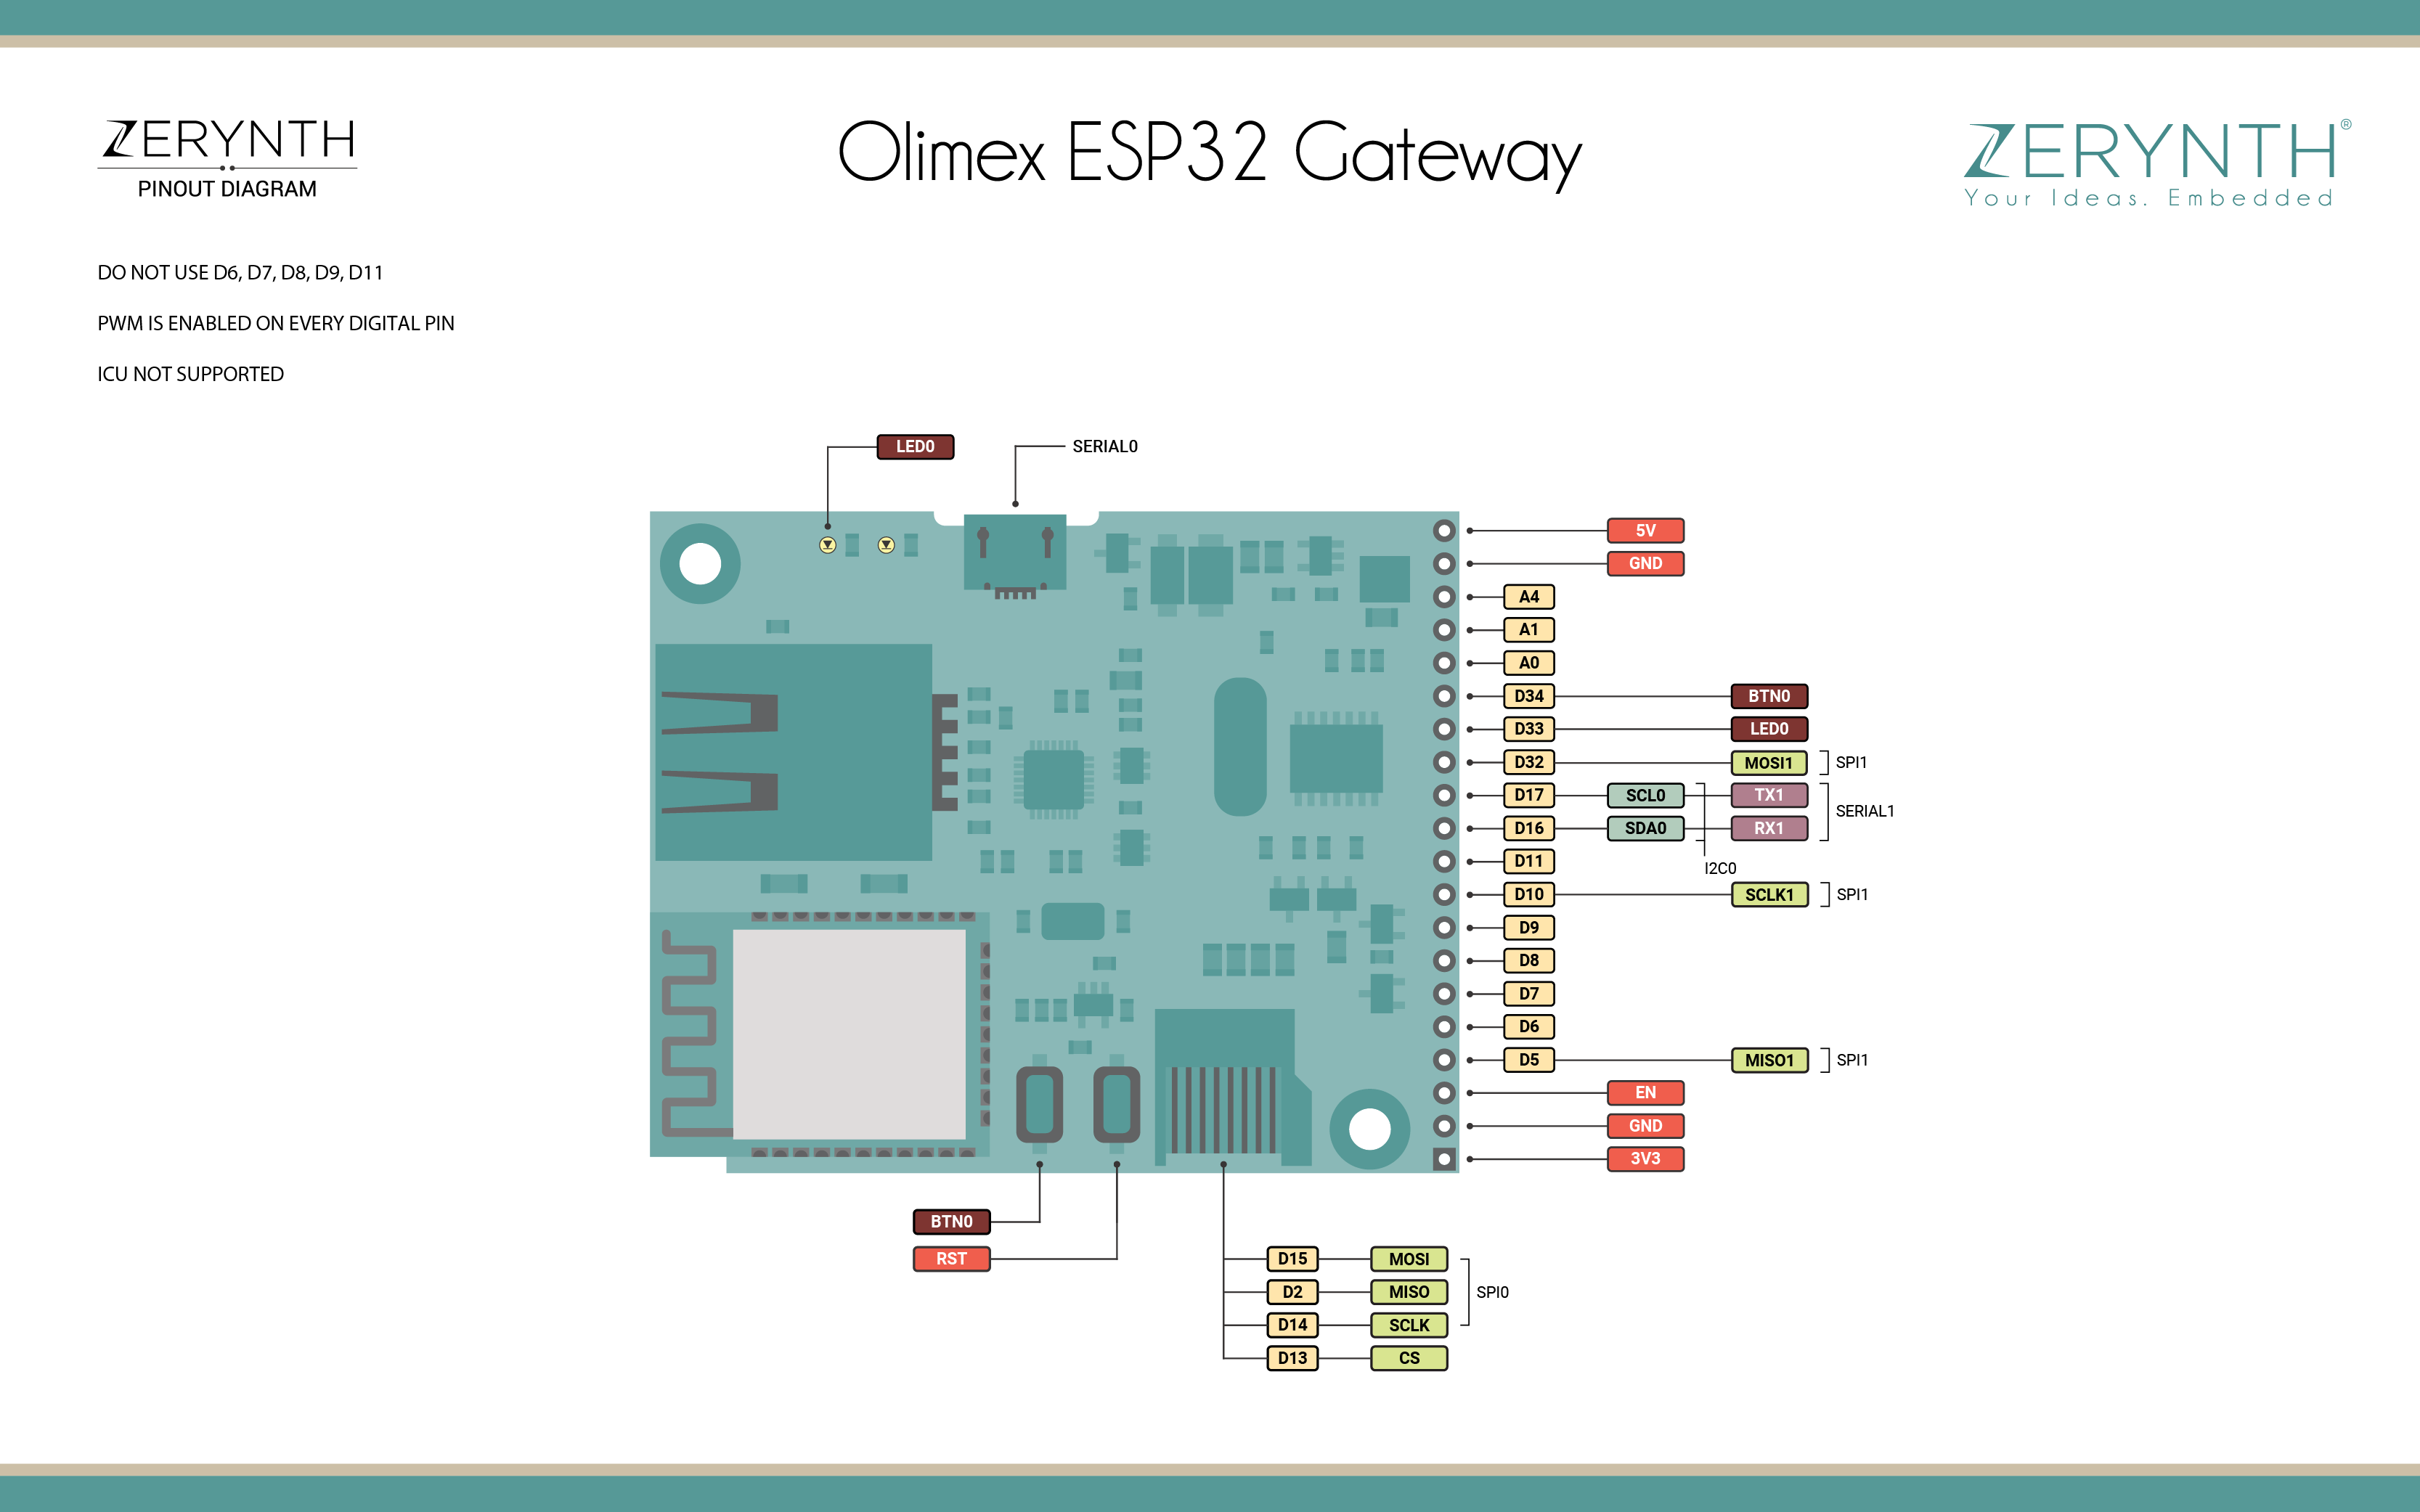 ZERYNTH
PINOUT DIAGRAM
Olimex ESP32 Gateway
ZERYNTH®
Your Ideas. Embedded
DO NOT USE D6, D7, D8, D9, D11
PWM IS ENABLED ON EVERY DIGITAL PIN
ICU NOT SUPPORTED
LED0
SERIAL0
5V
GND
A4
A1
A0
D34 BTN0
D33 LED0
D32 MOSI1 SPI1
D17 SCL0 TX1
SERIAL1
D16 SDA0 RX1
D11
I2C0
D10 SCLK1 SPI1
D9
D8
D7
D6
D5 MISO1 SPI1
EN
GND
3V3
BTN0
RST
D15 MOSI
D2 MISO SPI0
D14 SCLK
D13 CS